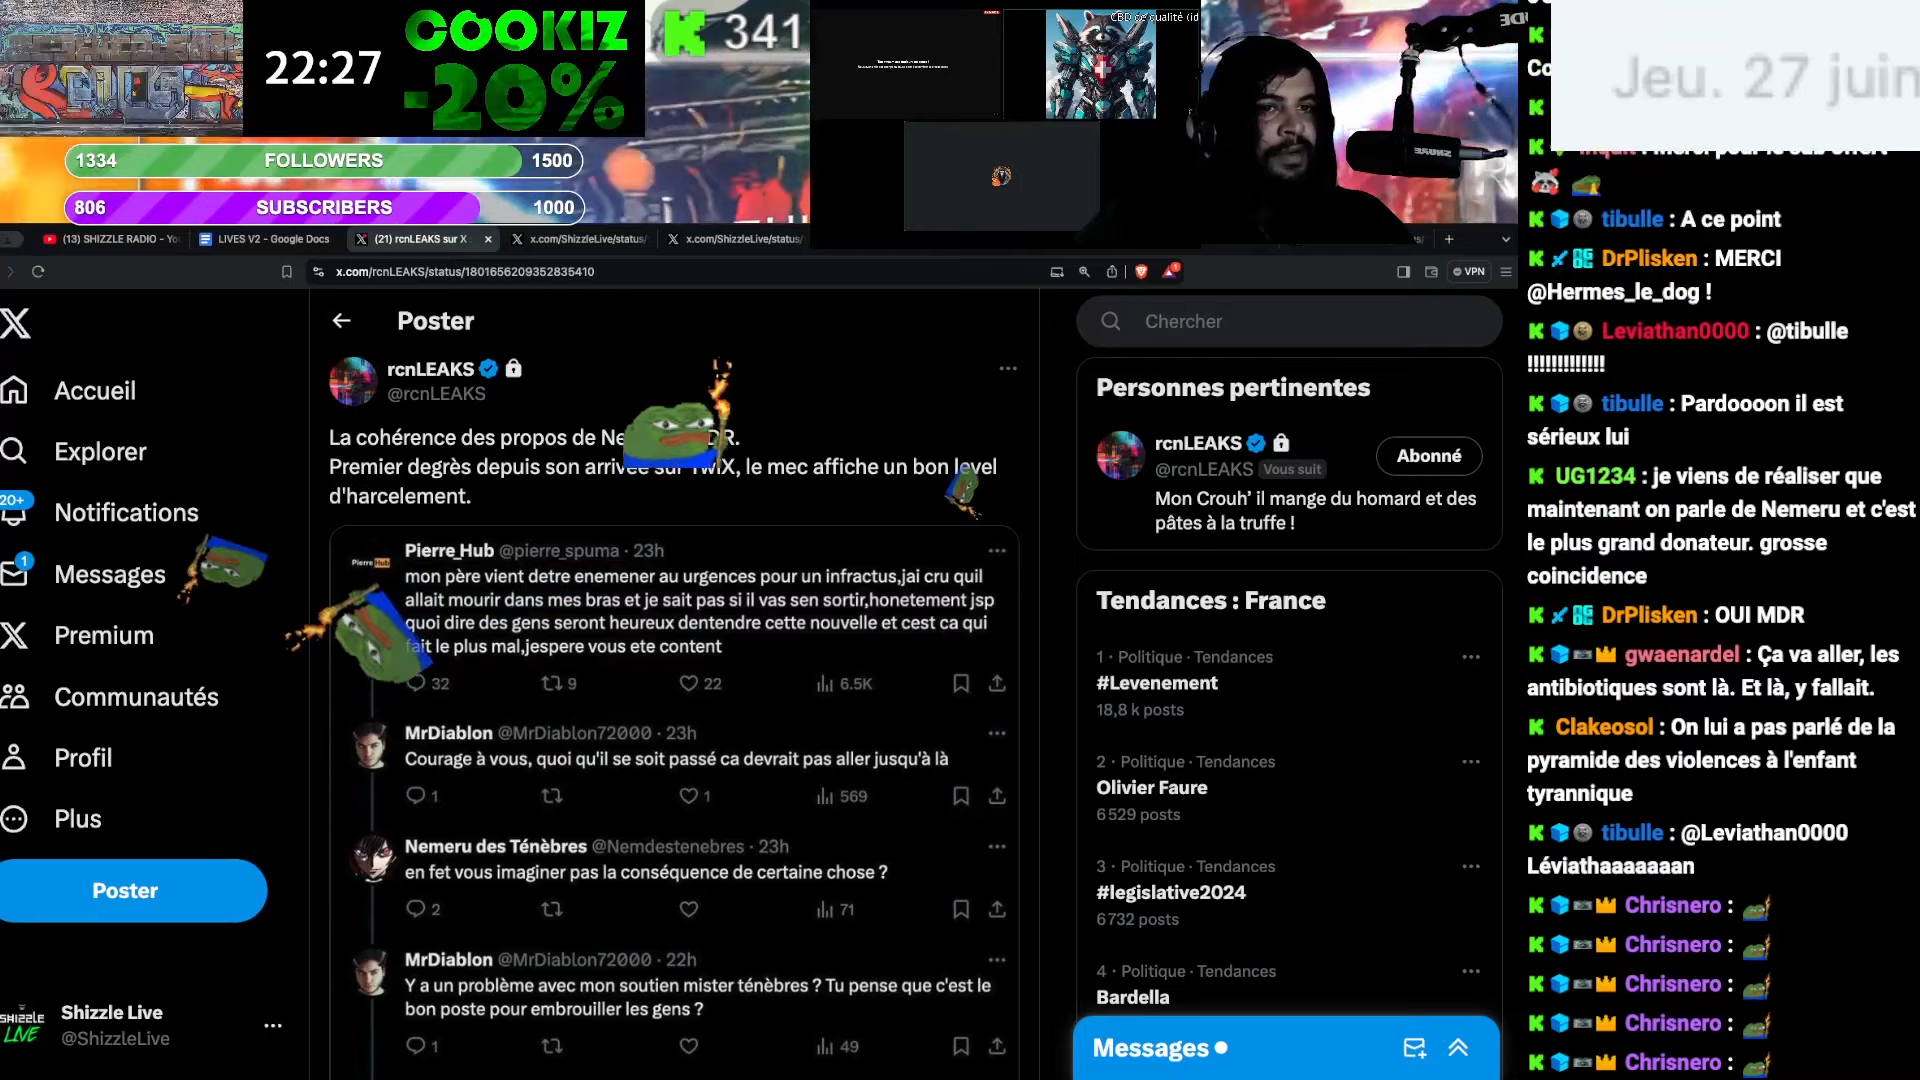 22:27
COOKIZ
-20%
341
CBD de qualité (id
Jeu. 27 juin
1334 FOLLOWERS 1500
806 SUBSCRIBERS 1000
(13) SHIZZLE RADIO - Yo
LIVES V2 - Google Docs
(21) rcnLEAKS sur X
x.com/ShizzleLive/status/
x.com/ShizzleLive/status/
x.com/rcnLEAKS/status/1801656209352835410
VPN
Accueil
Explorer
20+
Notifications
1
Messages
Premium
Communautés
Profil
Plus
Poster
SHIZZLE
LIVE
Shizzle Live
@ShizzleLive
Poster
rcnLEAKS
@rcnLEAKS
La cohérence des propos de Ne DR.
Premier degrès depuis son arrivée sur TwiX, le mec affiche un bon level
d'harcelement.
Pierre Hub
Pierre_Hub @pierre_spuma · 23h
mon père vient detre enemener au urgences pour un infractus,jai cru quil
allait mourir dans mes bras et je sait pas si il vas sen sortir,honetement jsp
quoi dire des gens seront heureux dentendre cette nouvelle et cest ca qui
fait le plus mal,jespere vous ete content
32 9 22 6.5K
MrDiablon @MrDiablon72000 · 23h
Courage à vous, quoi qu'il se soit passé ca devrait pas aller jusqu'à là
1 1 569
Nemeru des Ténèbres @Nemdestenebres · 23h
en fet vous imaginer pas la conséquence de certaine chose ?
2 71
MrDiablon @MrDiablon72000 · 22h
Y a un problème avec mon soutien mister ténèbres ? Tu pense que c'est le
bon poste pour embrouiller les gens ?
1 49
Chercher
Personnes pertinentes
rcnLEAKS
@rcnLEAKS Vous suit
Abonné
Mon Crouh’ il mange du homard et des
pâtes à la truffe !
Tendances : France
1 · Politique · Tendances
#Levenement
18,8 k posts
2 · Politique · Tendances
Olivier Faure
6 529 posts
3 · Politique · Tendances
#legislative2024
6 732 posts
4 · Politique · Tendances
Bardella
Messages
tibulle : A ce point
DrPlisken : MERCI
@Hermes_le_dog !
Leviathan0000 : @tibulle
!!!!!!!!!!!!!
tibulle : Pardoooon il est
sérieux lui
UG1234 : je viens de réaliser que
maintenant on parle de Nemeru et c'est
le plus grand donateur. grosse
coincidence
DrPlisken : OUI MDR
gwaenardel : Ça va aller, les
antibiotiques sont là. Et là, y fallait.
Clakeosol : On lui a pas parlé de la
pyramide des violences à l'enfant
tyrannique
tibulle : @Leviathan0000
Léviathaaaaaaan
Chrisnero :
Chrisnero :
Chrisnero :
Chrisnero :
Chrisnero :